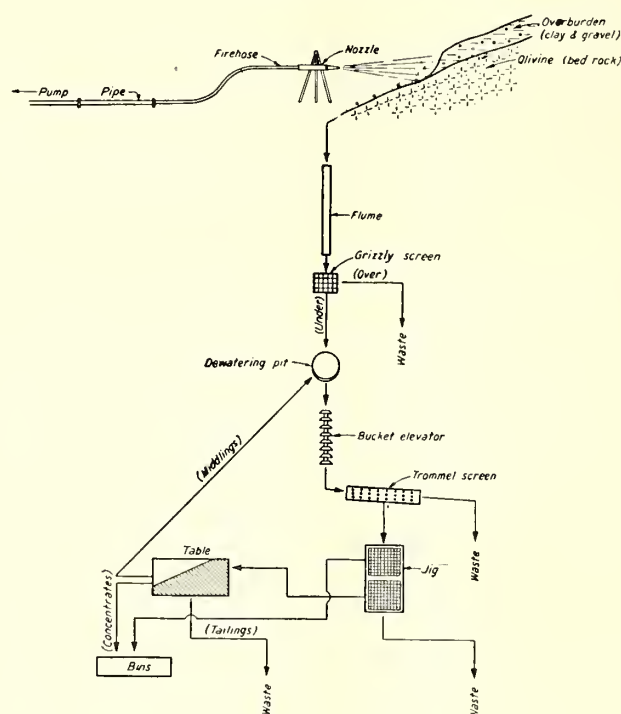 Overburden
(clay & gravel)
Firehose
Nozzle
Olivine (bed rock)
Pump
Pipe
Flume
Grizzly screen
(Over)
(Under)
Waste
Dewatering pit
Bucket elevator
(Middlings)
Trommel screen
Table
Jig
Waste
(Concentrates)
(Tailings)
Bins
Waste
Waste